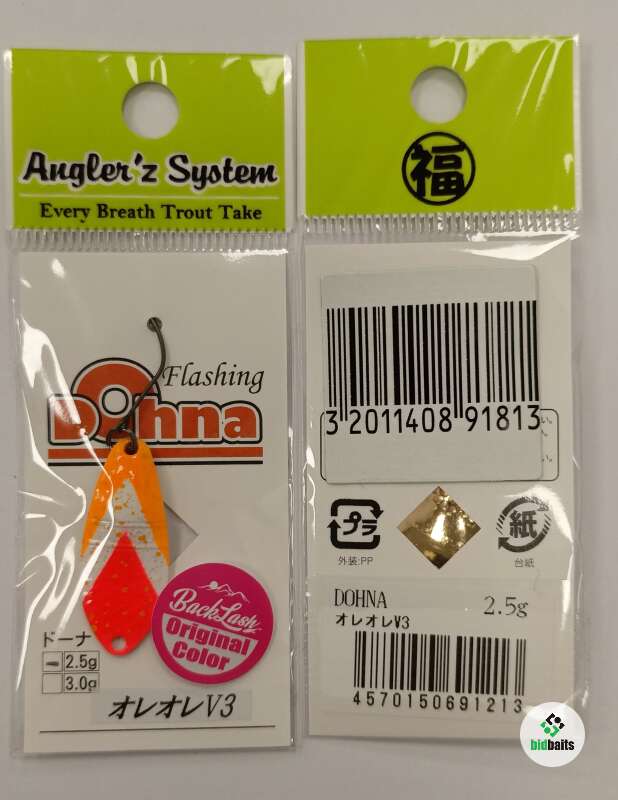 Angler'z System
Every Breath Trout Take
Flashing
Dohna
BackLash
Original
Color
ドーナ
2.5g
3.0g
オレオレV3
福
3 2011408 91813
い。
い。
プラ
外装:PP
紙
台紙
DOHNA 2.5g
オレオレV3
4570150691213
bidbaits